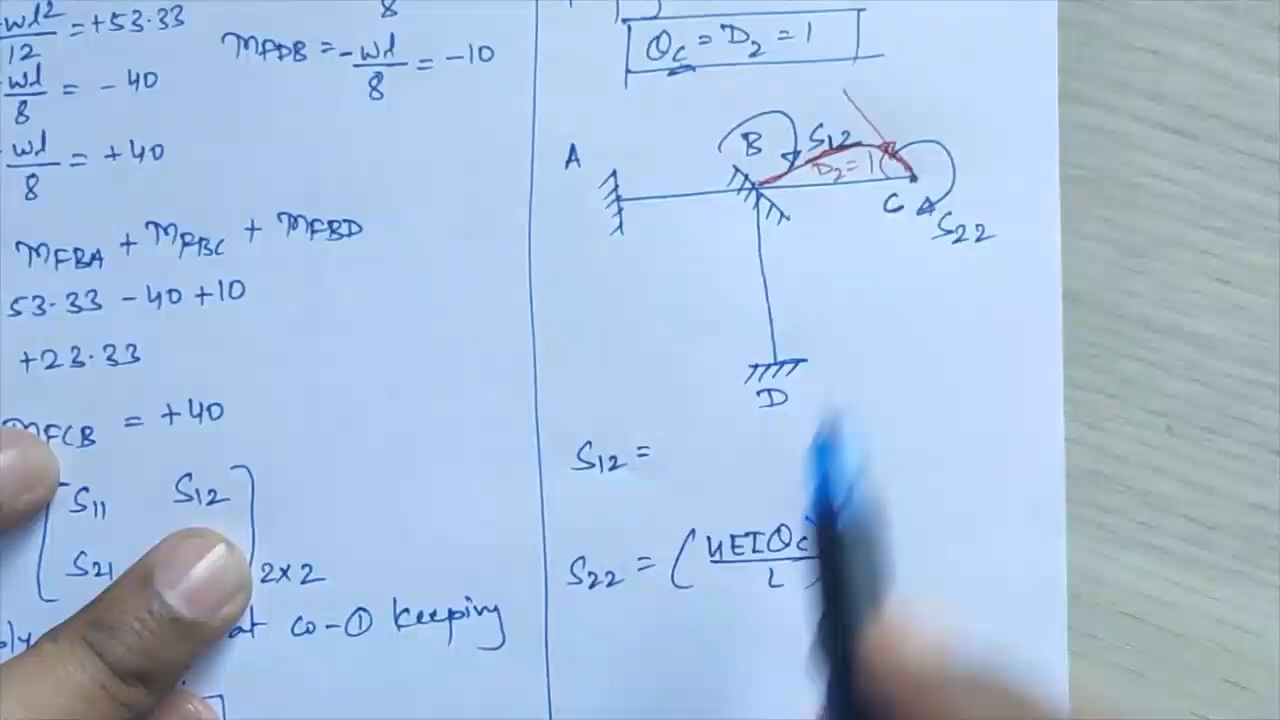 wl²/12 = +53.33
8
MFDB = -wl/8 = -10
wl/8 = - 40
wl/8 = +40
MFBA + MFBC + MFBD
53.33 - 40 + 10
+23.33
MFCB = +40
S11 S12
S21
2x2
at co-① keeping
θc = D2 = 1
A
B
S12
D2 = 1
C
S22
D
S12 =
S22 = (4EIθc/L)